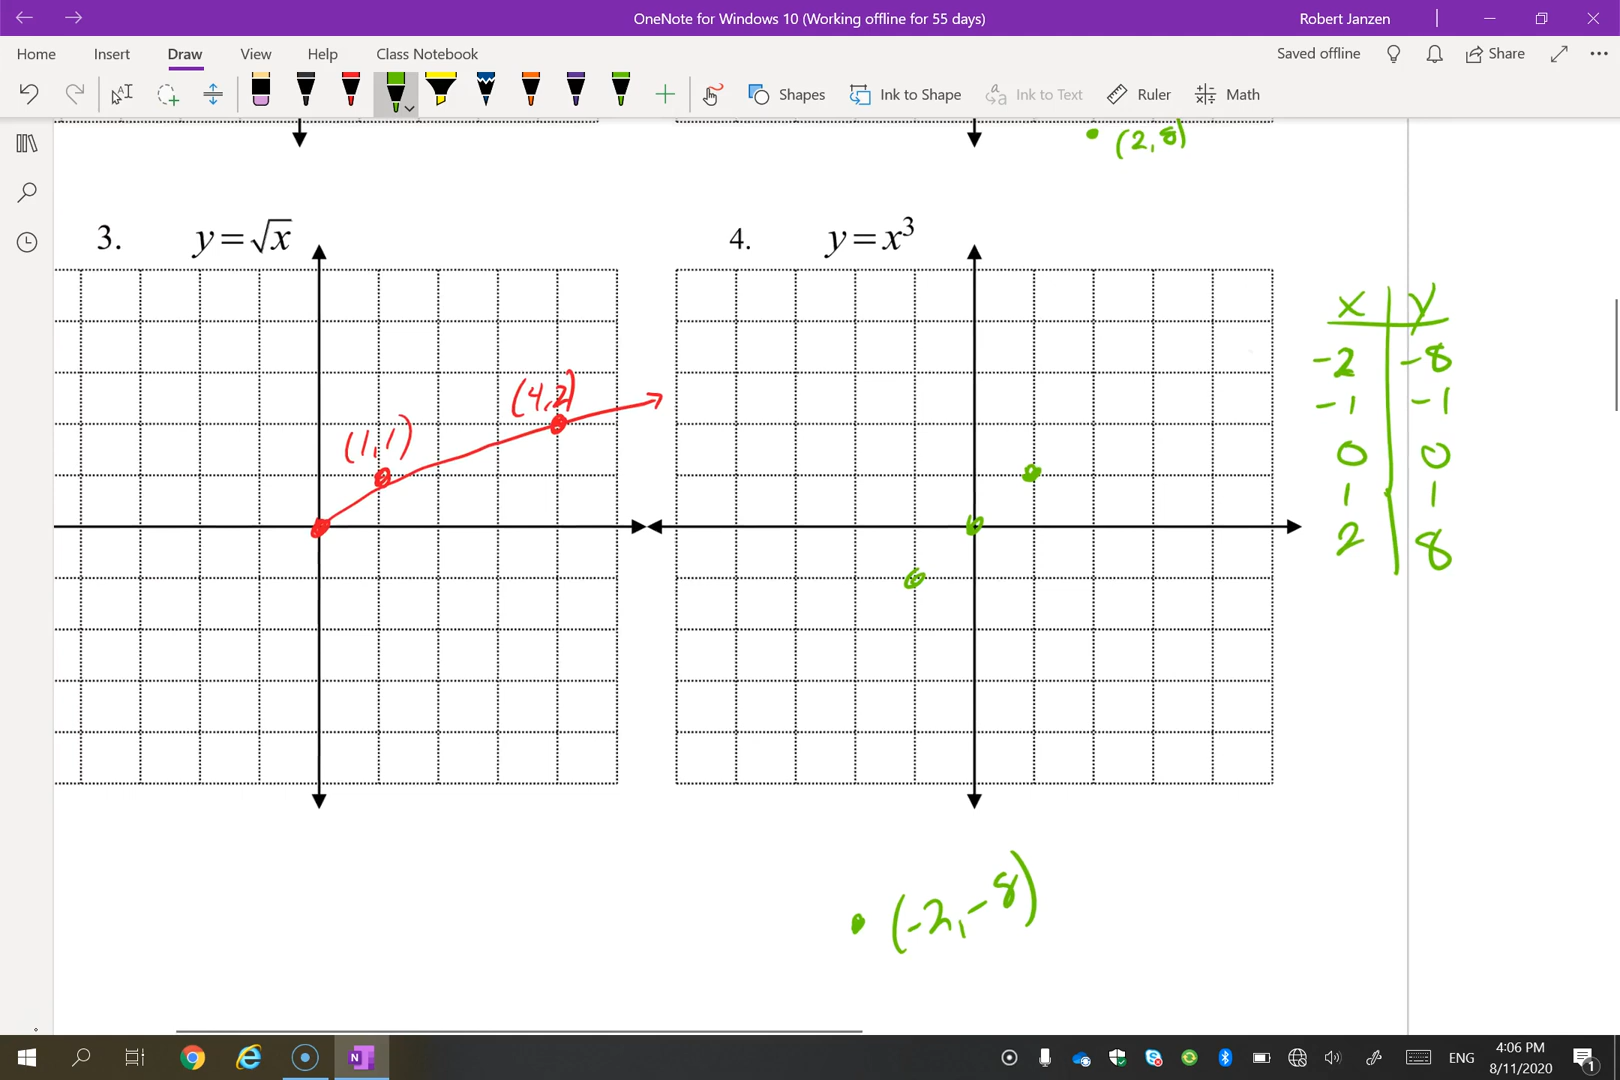 OneNote for Windows 10 (Working offline for 55 days)
Robert Janzen
Home Insert Draw View Help Class Notebook
Saved offline
Share
Shapes
Ink to Shape
Ink to Text
Ruler
Math
(2,8)
3. y=√x
4. y=x³
(4,2)
(1,1)
x y
-2 -8
-1 -1
0 0
1 1
2 8
(-2,-8)
ENG
4:06 PM
8/11/2020
1